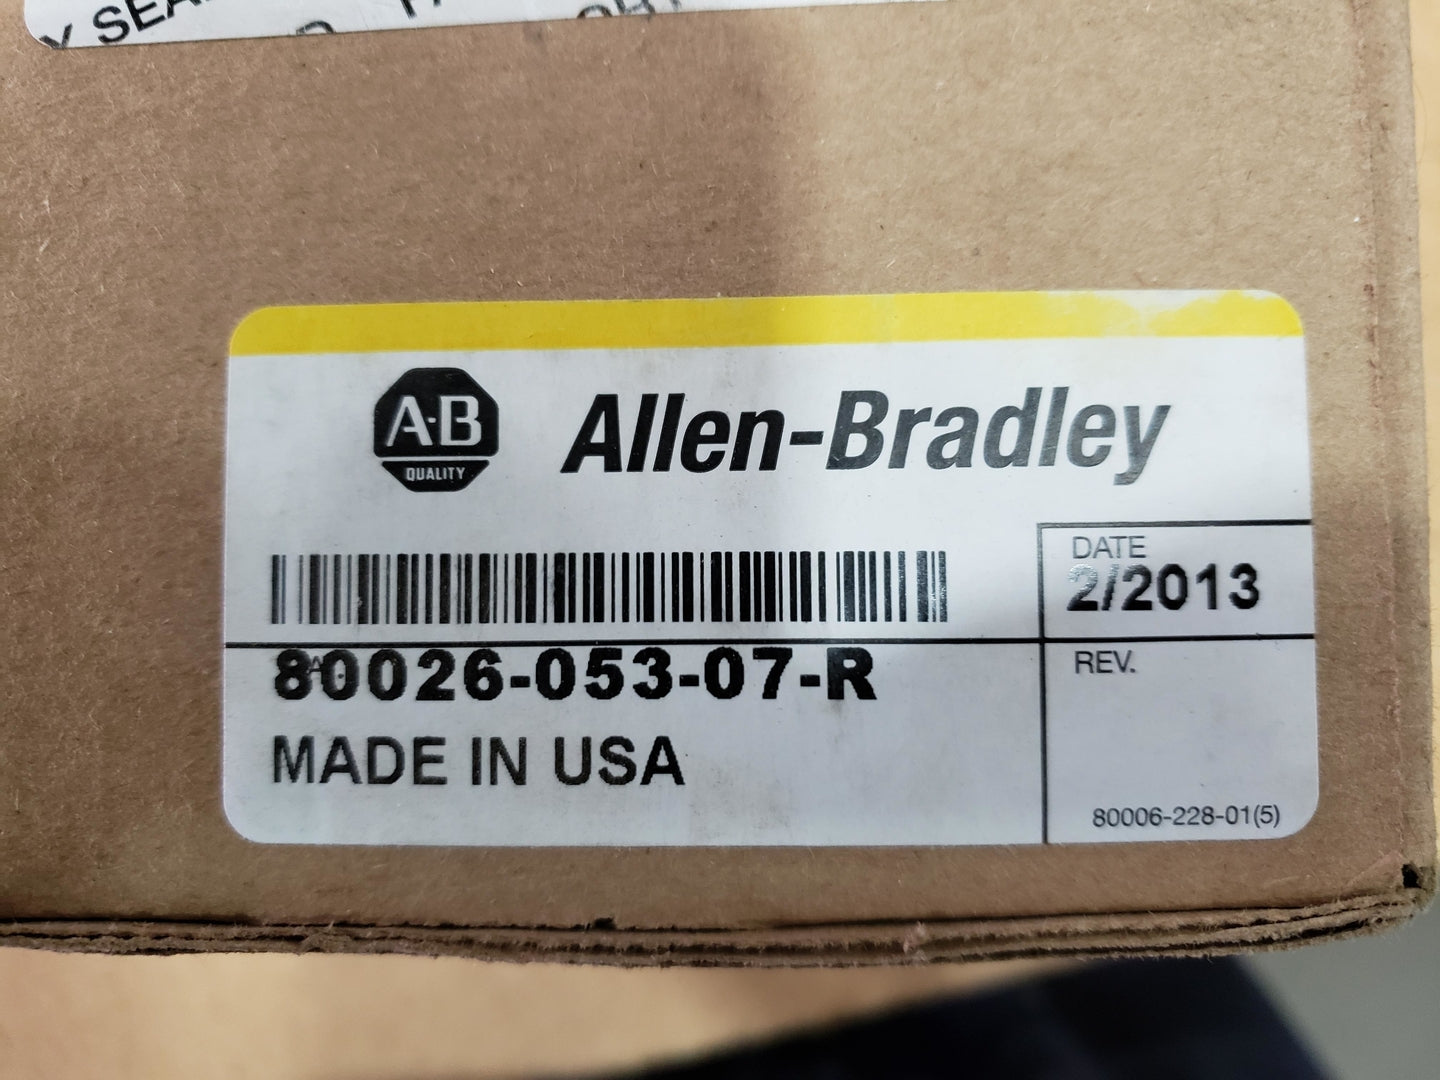 A-B
QUALITY
Allen-Bradley
DATE
2/2013
80026-053-07-R
REV.
MADE IN USA
80006-228-01(5)